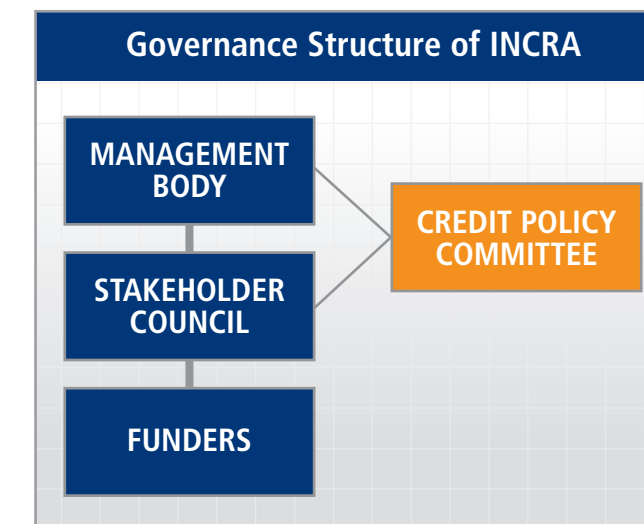 Governance Structure of INCRA
MANAGEMENT
BODY
CREDIT POLICY
COMMITTEE
STAKEHOLDER
COUNCIL
FUNDERS